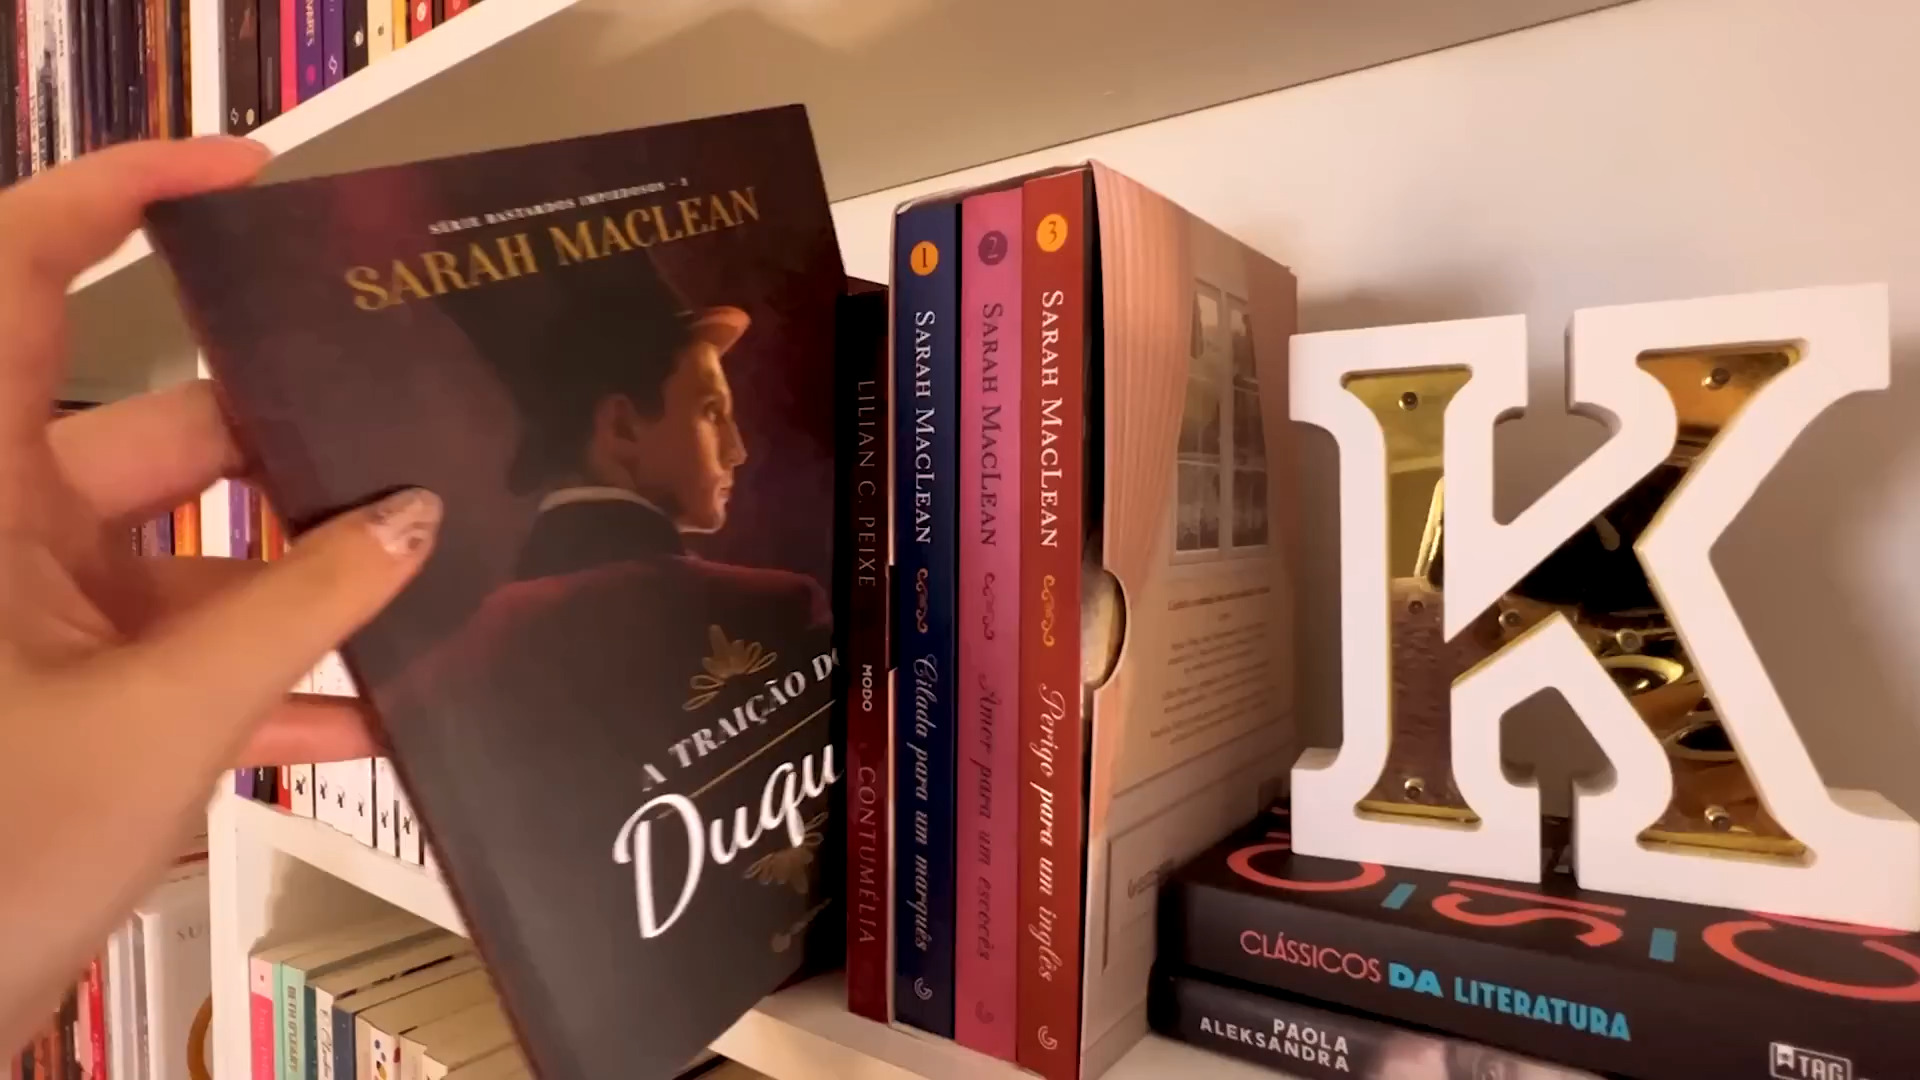 SÉRIE BASTARDOS IMPIEDOSOS - 3
SARAH MACLEAN
A TRAIÇÃO DO
Duqu
LILIAN C. PEIXE
MODO
CONTUMÉLIA
1
SARAH MACLEAN
Cilada para um marquês
2
SARAH MACLEAN
Amor para um escocês
3
SARAH MACLEAN
Perigo para um inglês
K
CLÁSSICOS DA LITERATURA
TAG
PAOLA
ALEKSANDRA
BETH O'LEARY